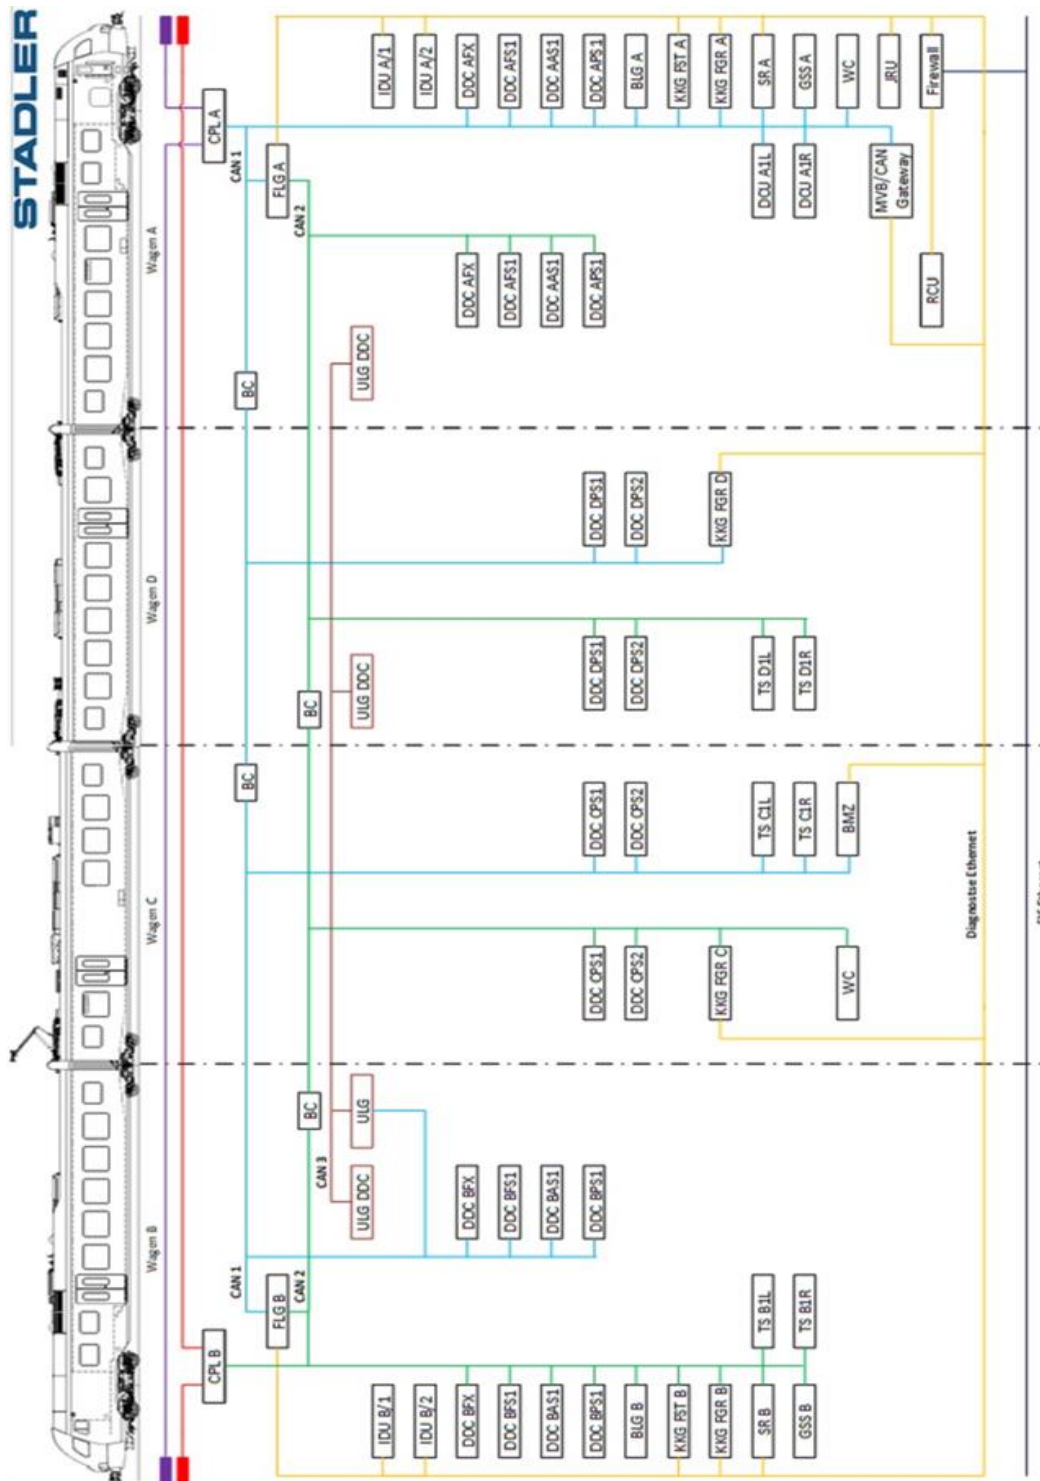 STADLER
Wagen B
Wagen C
Wagen D
Wagen A
CPL B
CPL A
CAN 1
BC
BC
CAN 1
FLG B
FLG A
CAN 2
BC
BC
CAN 2
CAN 3
ULG DDC
ULG
ULG DDC
ULG DDC
IDU B/1
IDU A/1
IDU B/2
IDU A/2
DDC BFX
DDC BFX
DDC AFX
DDC AFX
DDC BFS1
DDC BFS1
DDC AFS1
DDC AFS1
DDC BAS1
DDC BAS1
DDC AAS1
DDC AAS1
DDC BPS1
DDC BPS1
DDC CPS1
DDC CPS1
DDC DPS1
DDC DPS1
DDC APS1
DDC APS1
BLG B
DDC CPS2
DDC CPS2
DDC DPS2
DDC DPS2
BLG A
KKG FST B
KKG FST A
KKG FGR B
KKG FGR C
KKG FGR D
KKG FGR A
SR B
TS B1L
TS C1L
TS D1L
DCU A1L
SR A
GSS B
TS B1R
TS C1R
TS D1R
DCU A1R
GSS A
WC
BMZ
WC
MVB/CAN
Gateway
JRU
RCU
Firewall
Diagnostse Ethernet